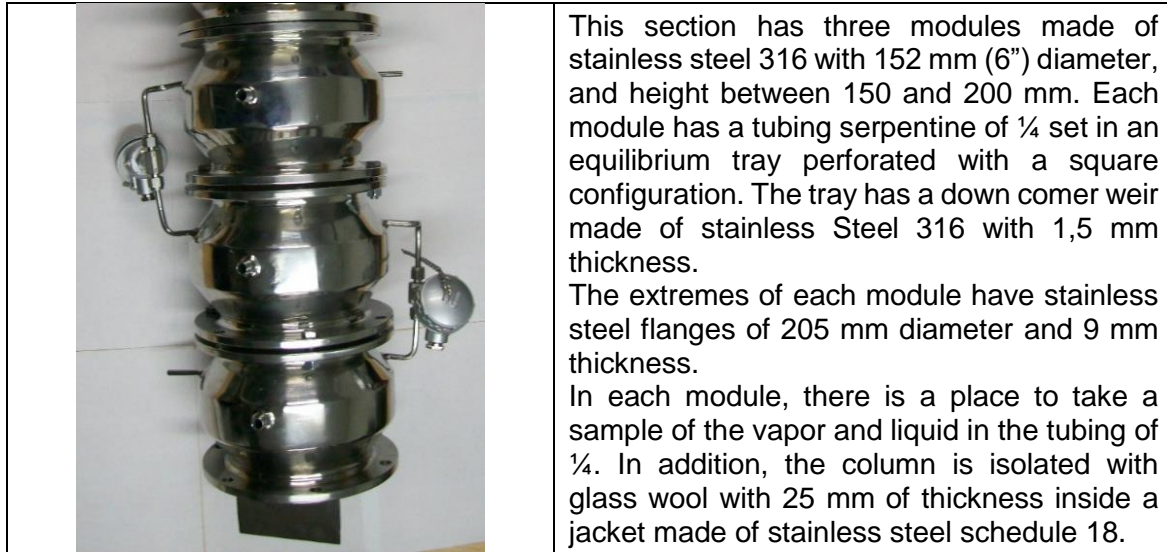 This section has three modules made of
stainless steel 316 with 152 mm (6”) diameter,
and height between 150 and 200 mm. Each
module has a tubing serpentine of ¼ set in an
equilibrium tray perforated with a square
configuration. The tray has a down comer weir
made of stainless Steel 316 with 1,5 mm
thickness.
The extremes of each module have stainless
steel flanges of 205 mm diameter and 9 mm
thickness.
In each module, there is a place to take a
sample of the vapor and liquid in the tubing of
¼. In addition, the column is isolated with
glass wool with 25 mm of thickness inside a
jacket made of stainless steel schedule 18.